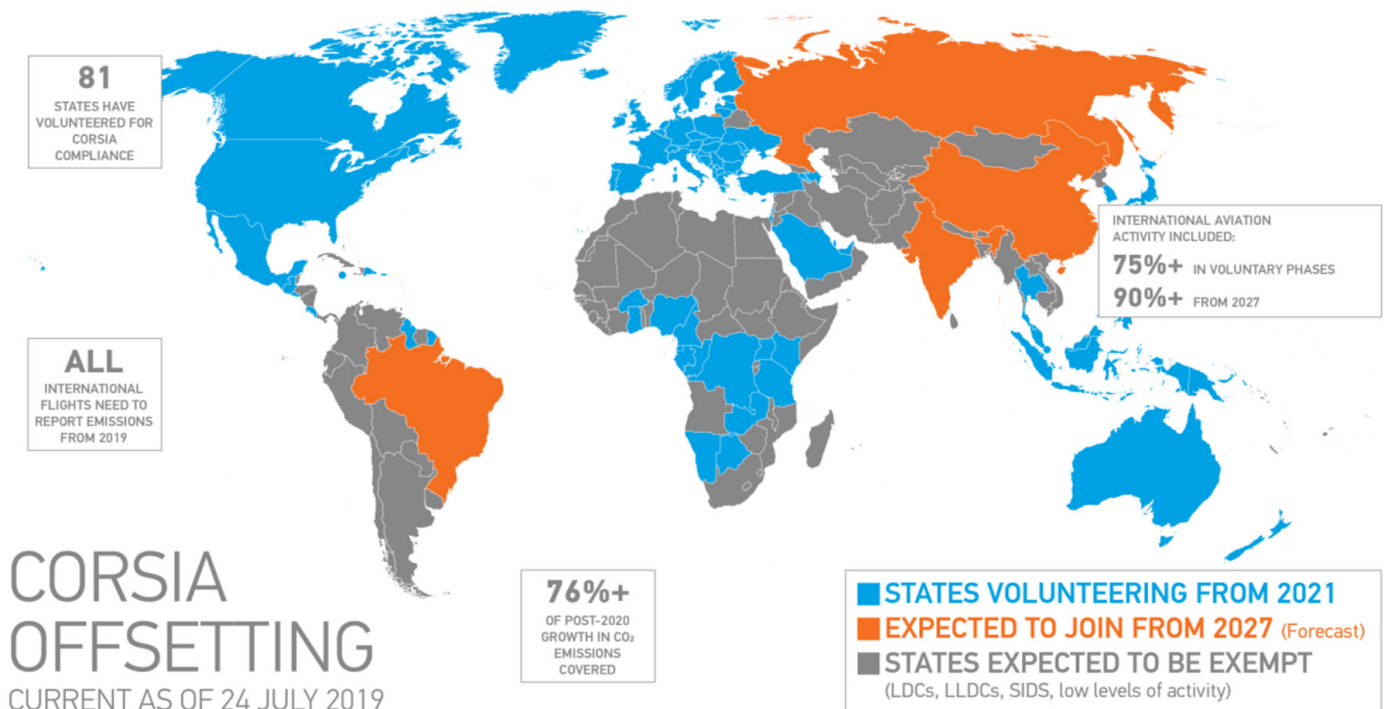 81
STATES HAVE
VOLUNTEERED FOR
CORSIA
COMPLIANCE
INTERNATIONAL AVIATION
ACTIVITY INCLUDED:
75%+ IN VOLUNTARY PHASES
90%+ FROM 2027
ALL
INTERNATIONAL
FLIGHTS NEED TO
REPORT EMISSIONS
FROM 2019
CORSIA
OFFSETTING
CURRENT AS OF 24 JULY 2019
76%+
OF POST-2020
GROWTH IN CO₂
EMISSIONS
COVERED
STATES VOLUNTEERING FROM 2021
EXPECTED TO JOIN FROM 2027 (Forecast)
STATES EXPECTED TO BE EXEMPT
(LDCs, LLDCs, SIDS, low levels of activity)